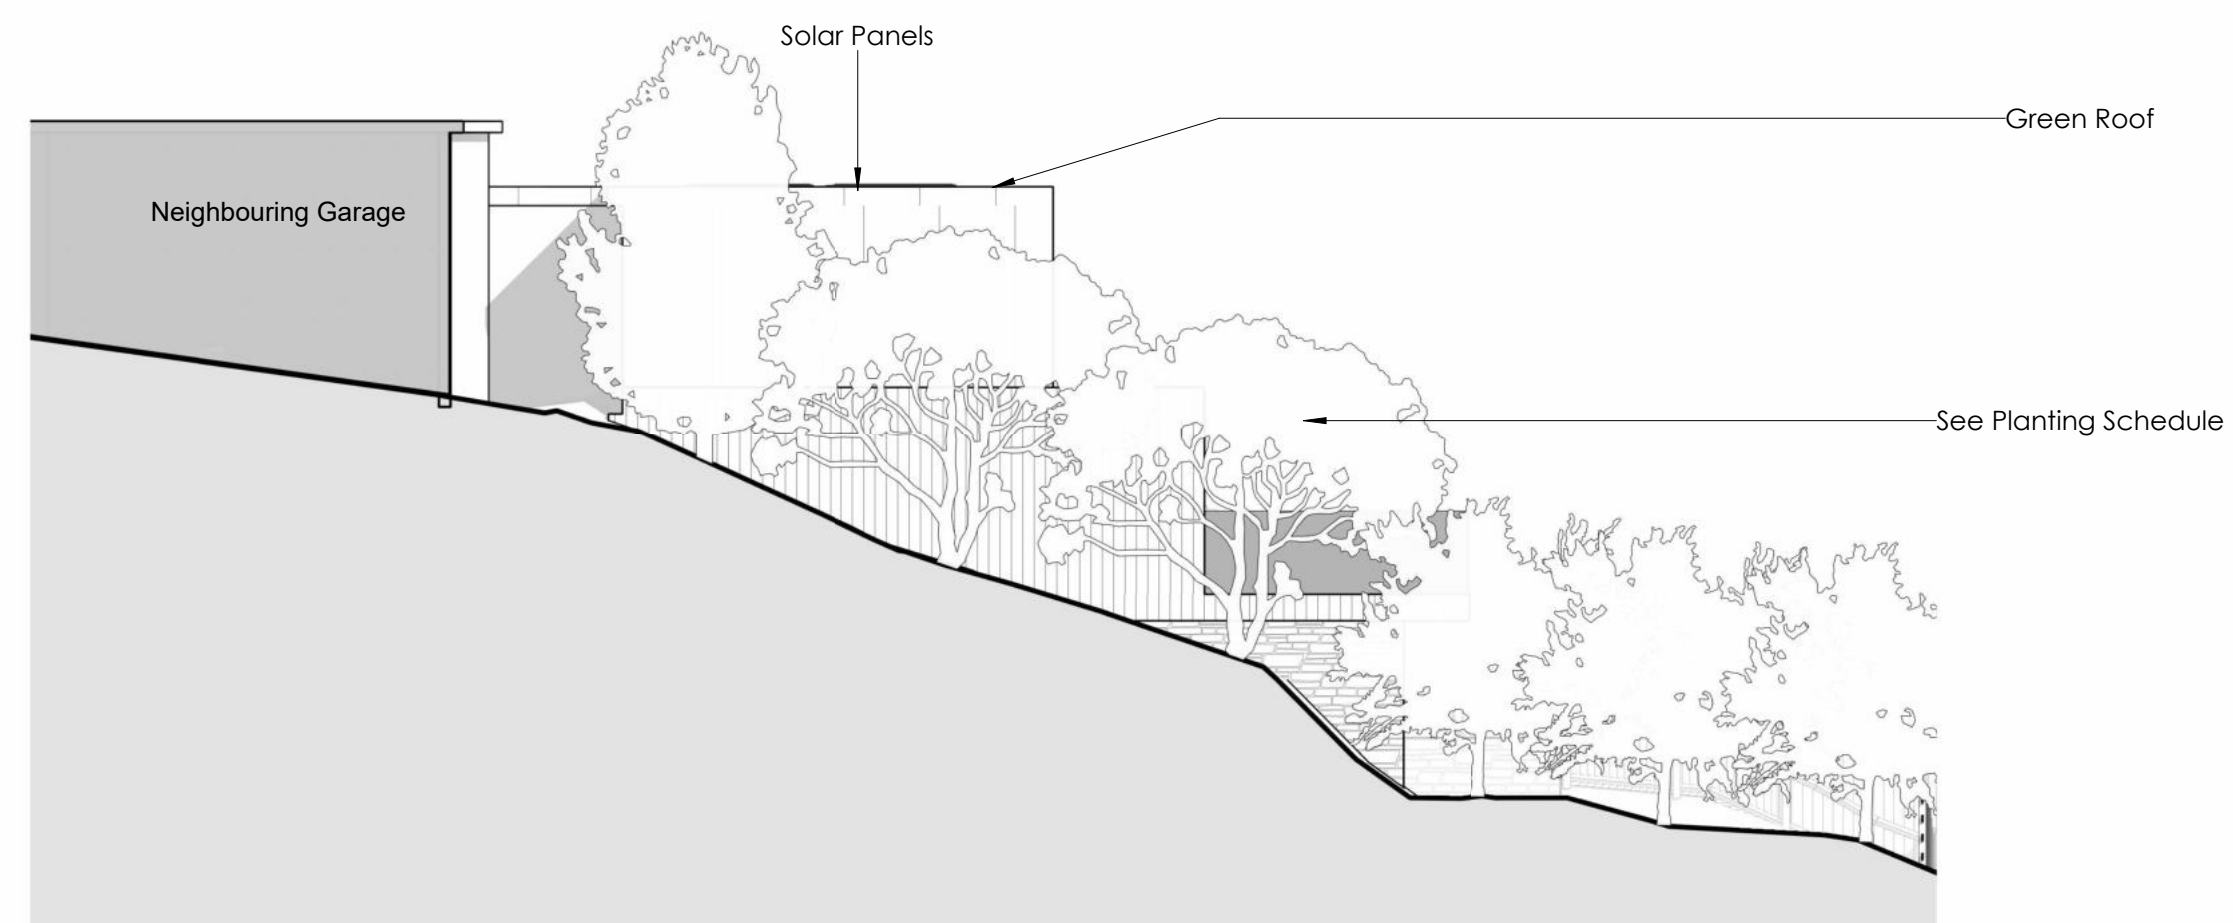 Solar Panels
Green Roof
Neighbouring Garage
See Planting Schedule